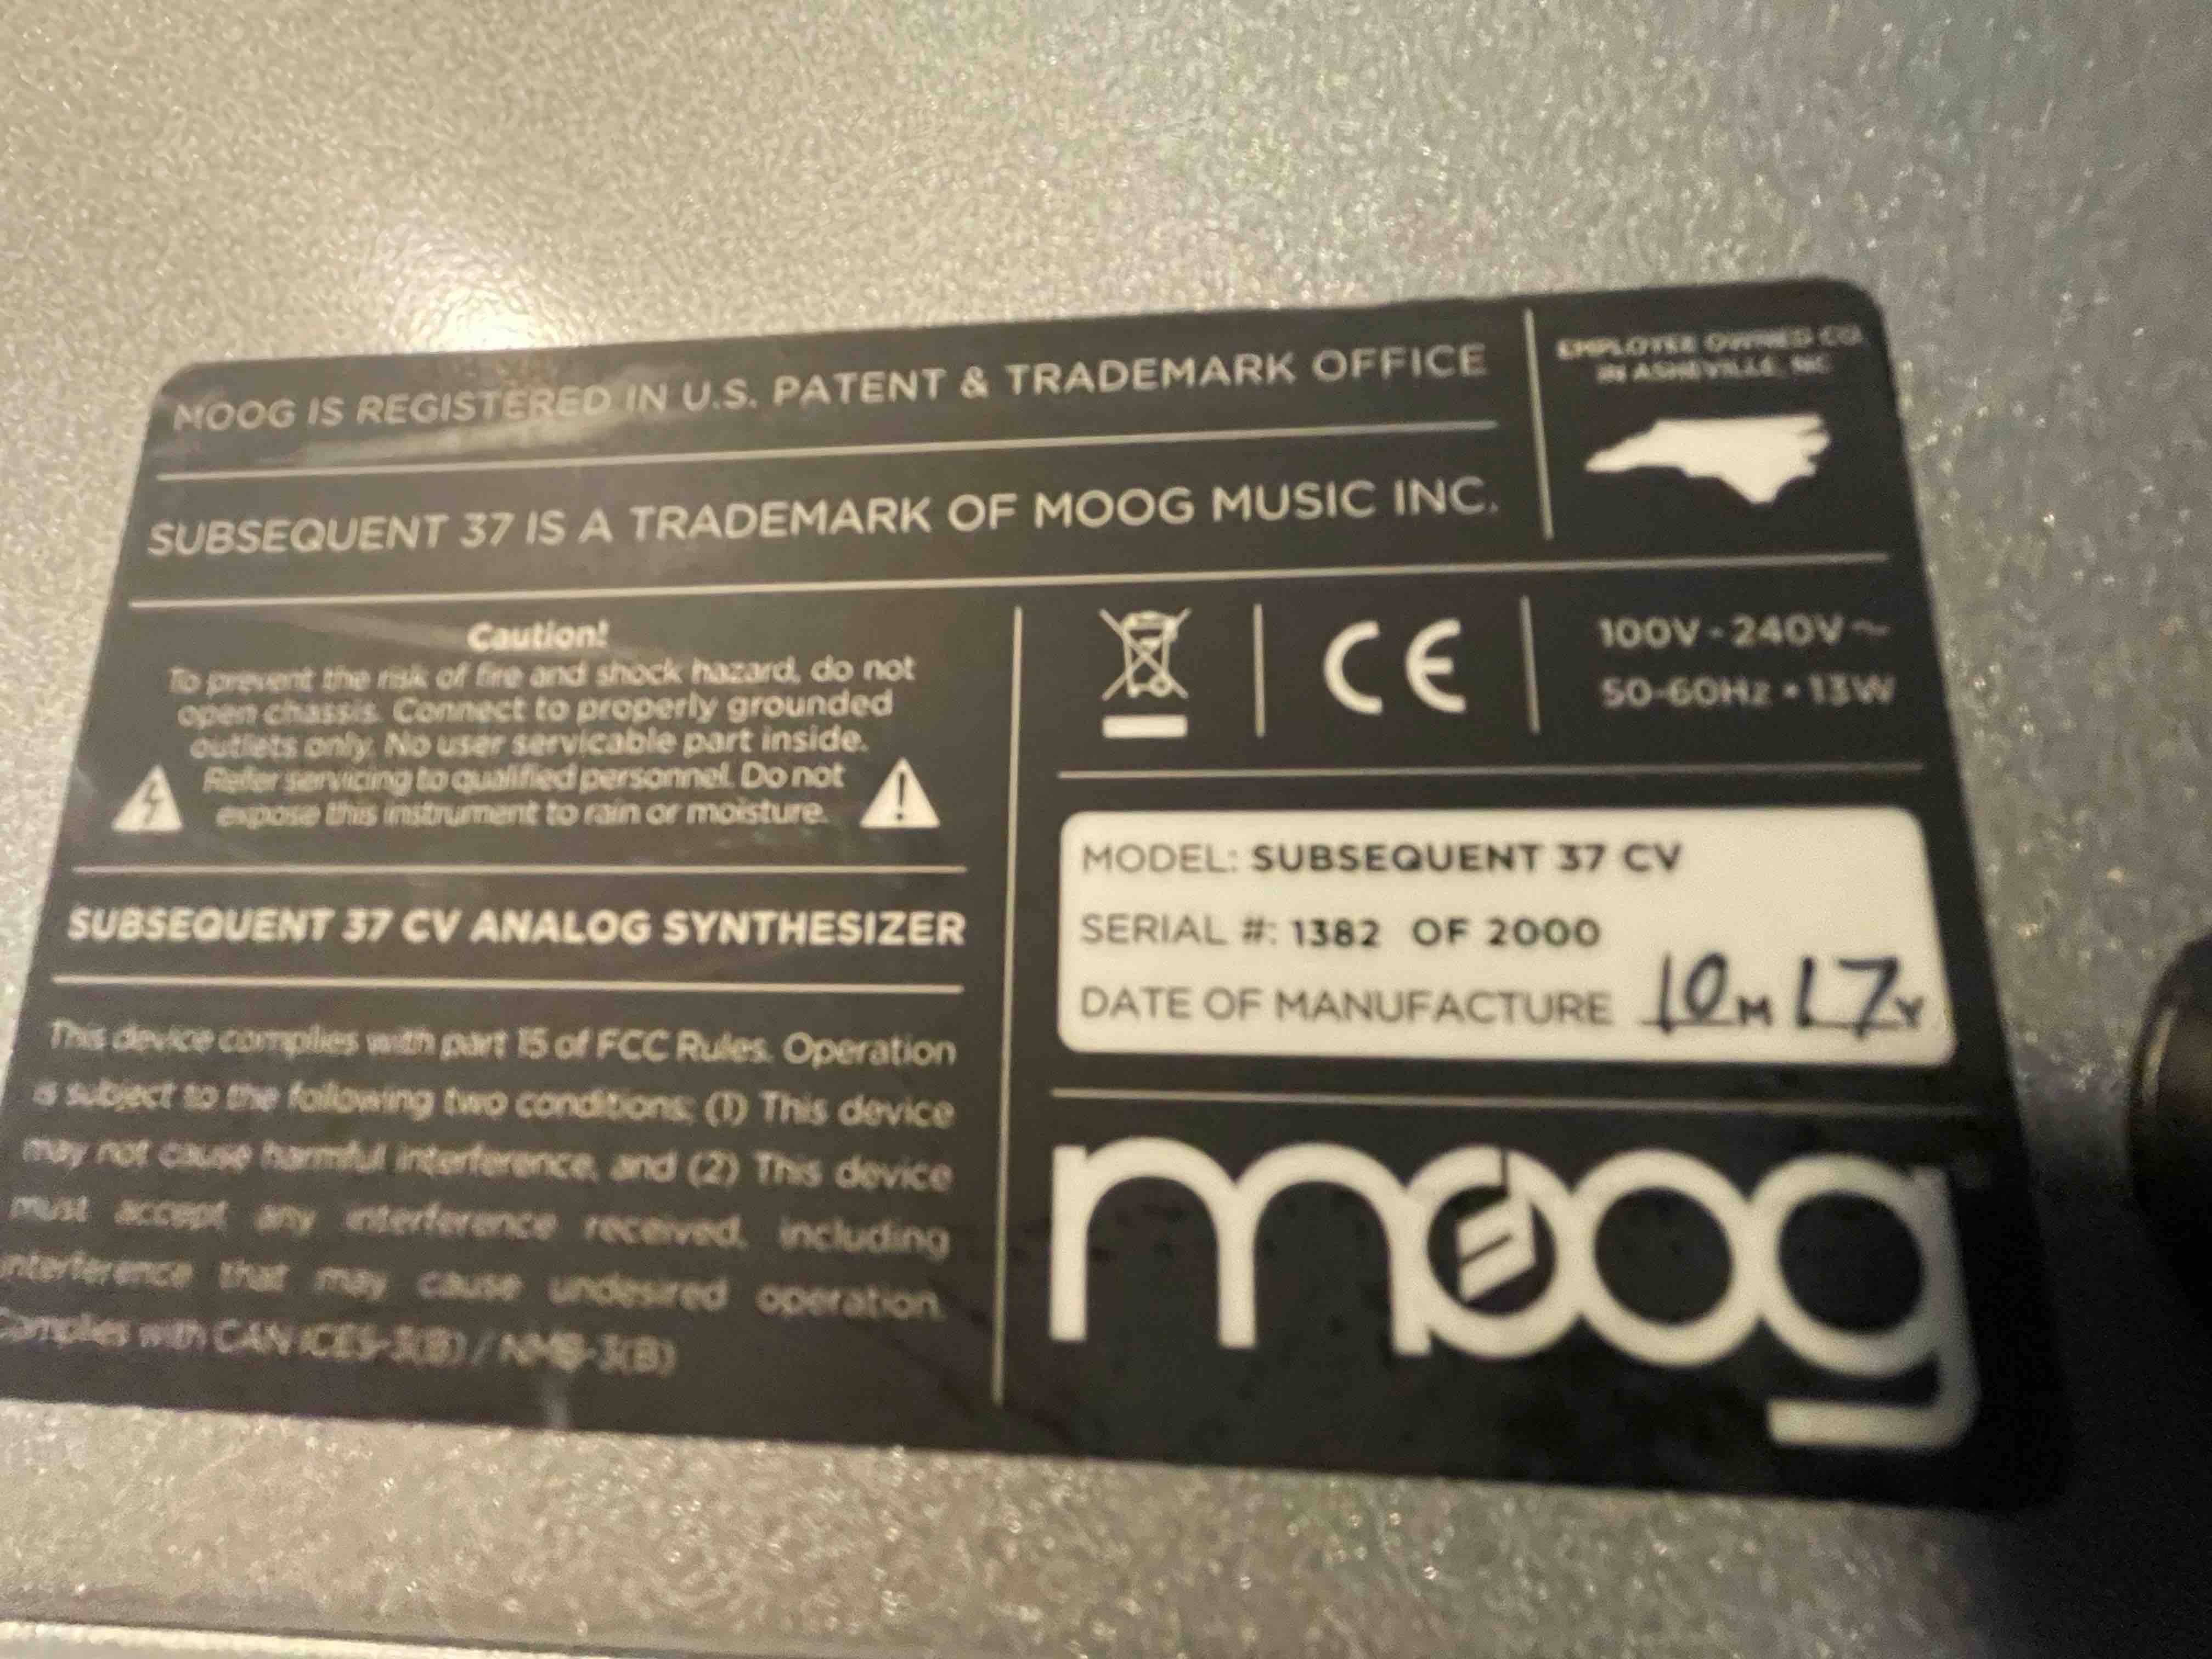 MOOG IS REGISTERED IN U.S. PATENT & TRADEMARK OFFICE
EMPLOYEE OWNED CO.
IN ASHEVILLE, NC
SUBSEQUENT 37 IS A TRADEMARK OF MOOG MUSIC INC.
Caution!
To prevent the risk of fire and shock hazard, do not
open chassis. Connect to properly grounded
outlets only. No user servicable part inside.
Refer servicing to qualified personnel. Do not
expose this instrument to rain or moisture.
CE
100V - 240V ~
50-60Hz • 13W
SUBSEQUENT 37 CV ANALOG SYNTHESIZER
MODEL: SUBSEQUENT 37 CV
SERIAL #: 1382 OF 2000
DATE OF MANUFACTURE 10M 17Y
This device complies with part 15 of FCC Rules. Operation
is subject to the following two conditions; (1) This device
may not cause harmful interference, and (2) This device
must accept any interference received, including
interference that may cause undesired operation.
Complies with CAN ICES-3(B) / NMB-3(B)
moog